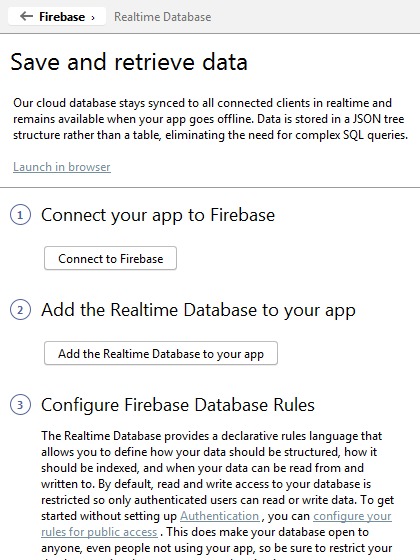 ← Firebase › Realtime Database
Save and retrieve data
Our cloud database stays synced to all connected clients in realtime and
remains available when your app goes offline. Data is stored in a JSON tree
structure rather than a table, eliminating the need for complex SQL queries.
Launch in browser
1 Connect your app to Firebase
Connect to Firebase
2 Add the Realtime Database to your app
Add the Realtime Database to your app
3 Configure Firebase Database Rules
The Realtime Database provides a declarative rules language that
allows you to define how your data should be structured, how it
should be indexed, and when your data can be read from and
written to. By default, read and write access to your database is
restricted so only authenticated users can read or write data. To get
started without setting up Authentication , you can configure your
rules for public access . This does make your database open to
anyone, even people not using your app, so be sure to restrict your